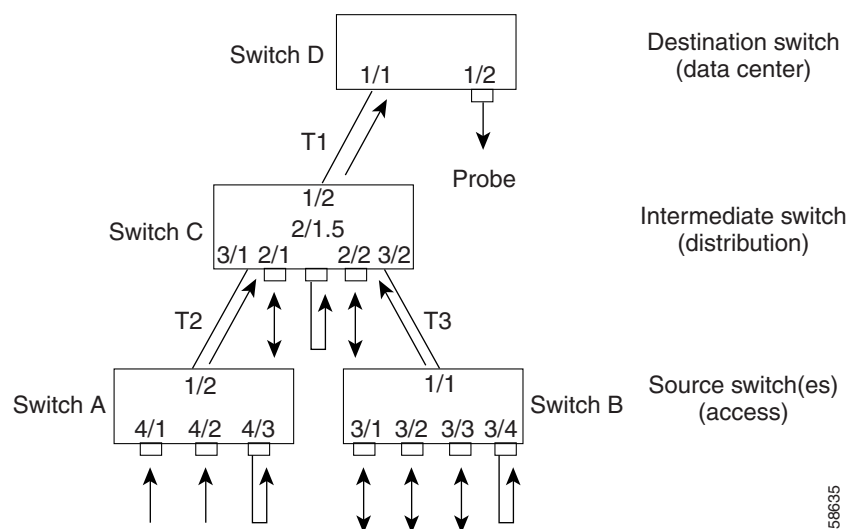 Switch D
1/1 1/2
Destination switch
(data center)
T1
Probe
Switch C
1/2
2/1.5
3/1 2/1 2/2 3/2
Intermediate switch
(distribution)
T2
T3
Switch A
1/2
4/1 4/2 4/3
1/1
3/1 3/2 3/3 3/4
Switch B
Source switch(es)
(access)
58635